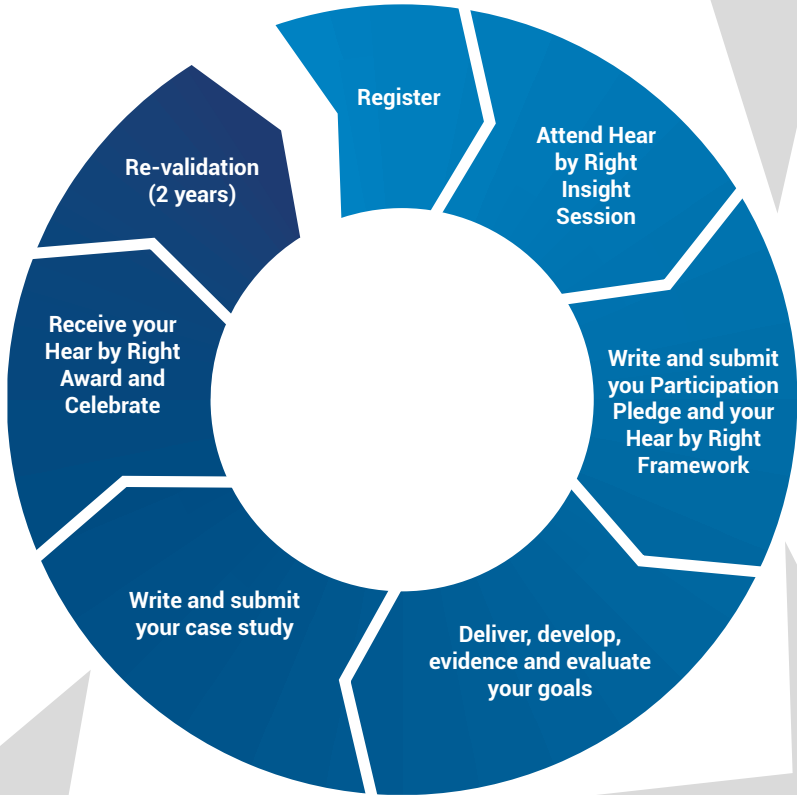 Register
Attend Hear
by Right
Insight
Session
Write and submit
you Participation
Pledge and your
Hear by Right
Framework
Deliver, develop,
evidence and evaluate
your goals
Write and submit
your case study
Receive your
Hear by Right
Award and
Celebrate
Re-validation
(2 years)